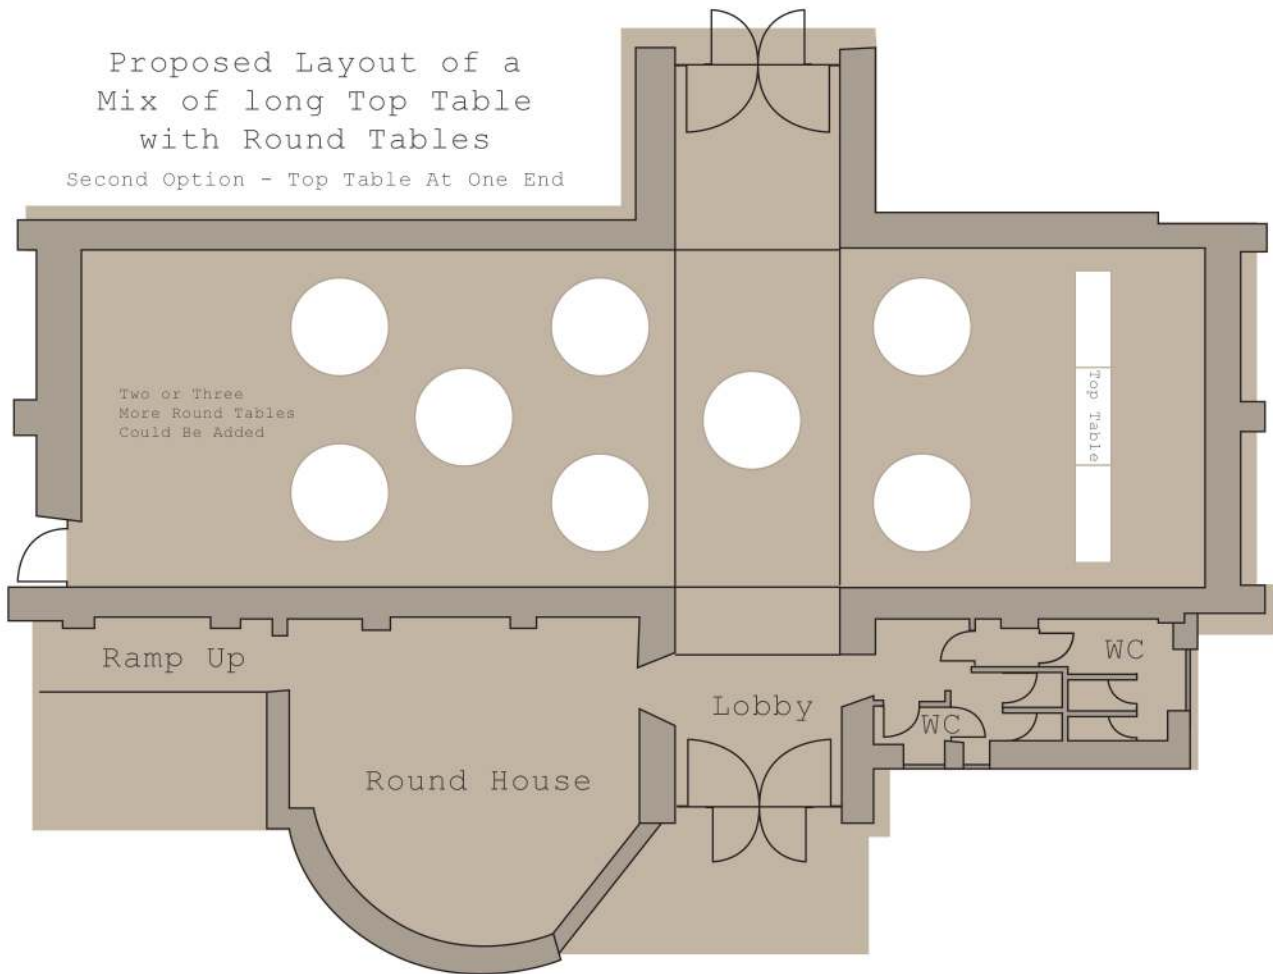 Proposed Layout of a
Mix of long Top Table
with Round Tables
Second Option - Top Table At One End
Two or Three
More Round Tables
Could Be Added
Top Table
Ramp Up
WC
Lobby
WC
Round House